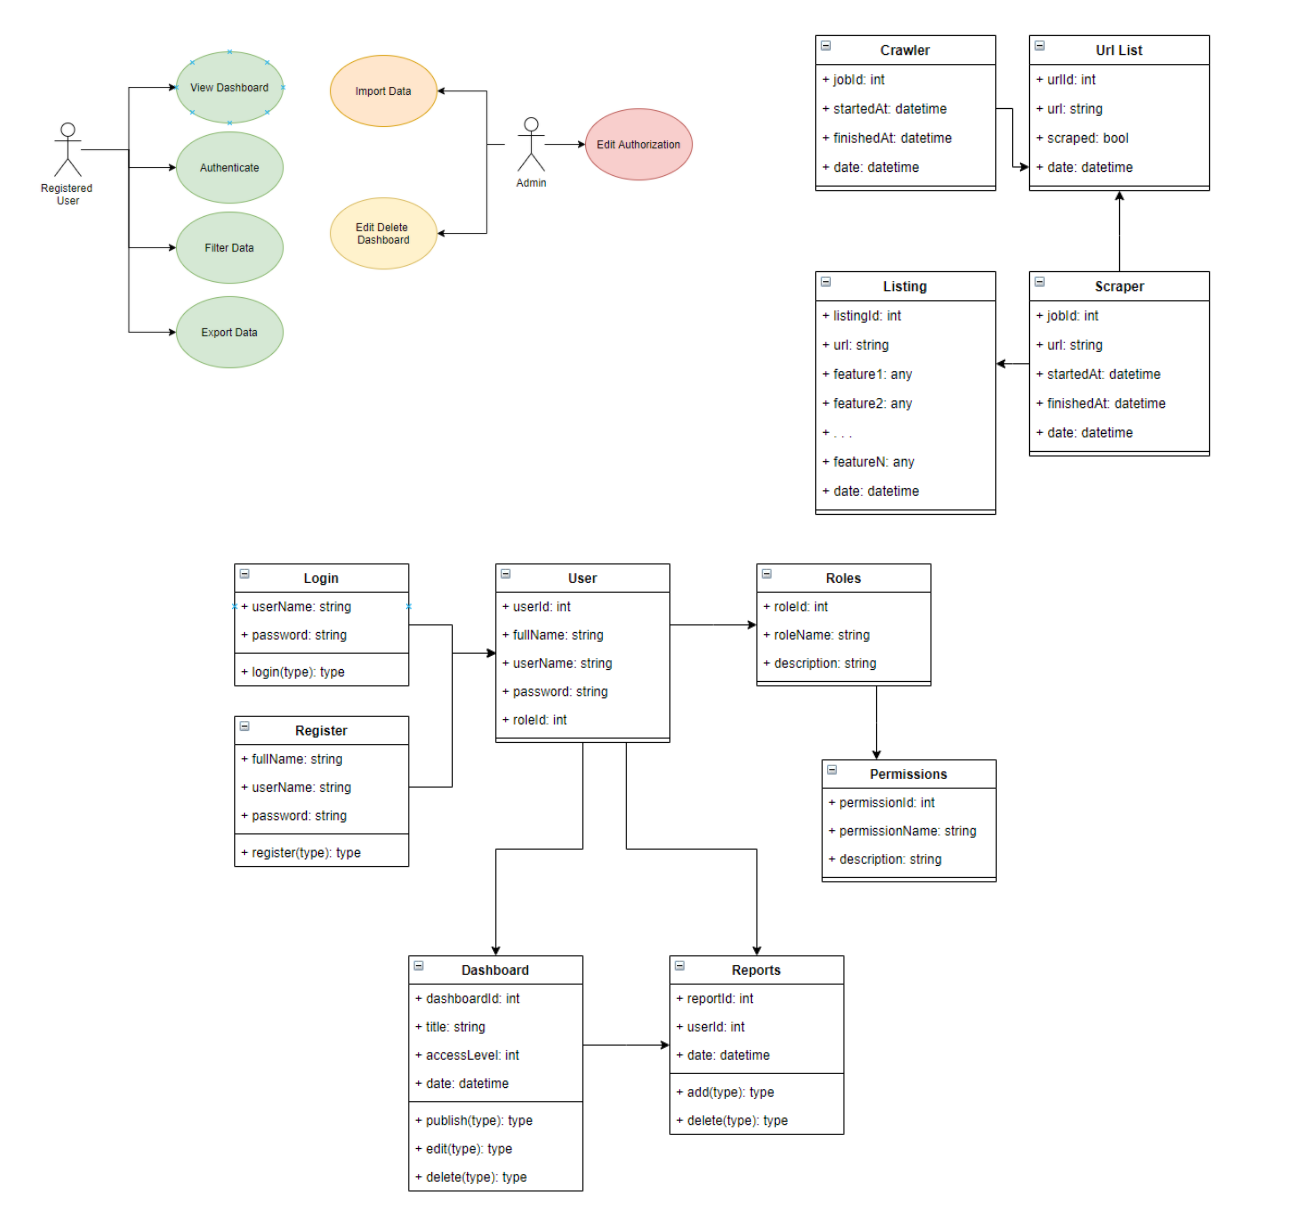 View Dashboard
Authenticate
Filter Data
Export Data
Registered
User
Import Data
Edit Delete
Dashboard
Admin
Edit Authorization
Crawler
+ jobId: int
+ startedAt: datetime
+ finishedAt: datetime
+ date: datetime
Url List
+ urlId: int
+ url: string
+ scraped: bool
+ date: datetime
Listing
+ listingId: int
+ url: string
+ feature1: any
+ feature2: any
+ . . .
+ featureN: any
+ date: datetime
Scraper
+ jobId: int
+ url: string
+ startedAt: datetime
+ finishedAt: datetime
+ date: datetime
Login
+ userName: string
+ password: string
+ login(type): type
Register
+ fullName: string
+ userName: string
+ password: string
+ register(type): type
User
+ userId: int
+ fullName: string
+ userName: string
+ password: string
+ roleId: int
Roles
+ roleId: int
+ roleName: string
+ description: string
Permissions
+ permissionId: int
+ permissionName: string
+ description: string
Dashboard
+ dashboardId: int
+ title: string
+ accessLevel: int
+ date: datetime
+ publish(type): type
+ edit(type): type
+ delete(type): type
Reports
+ reportId: int
+ userId: int
+ date: datetime
+ add(type): type
+ delete(type): type